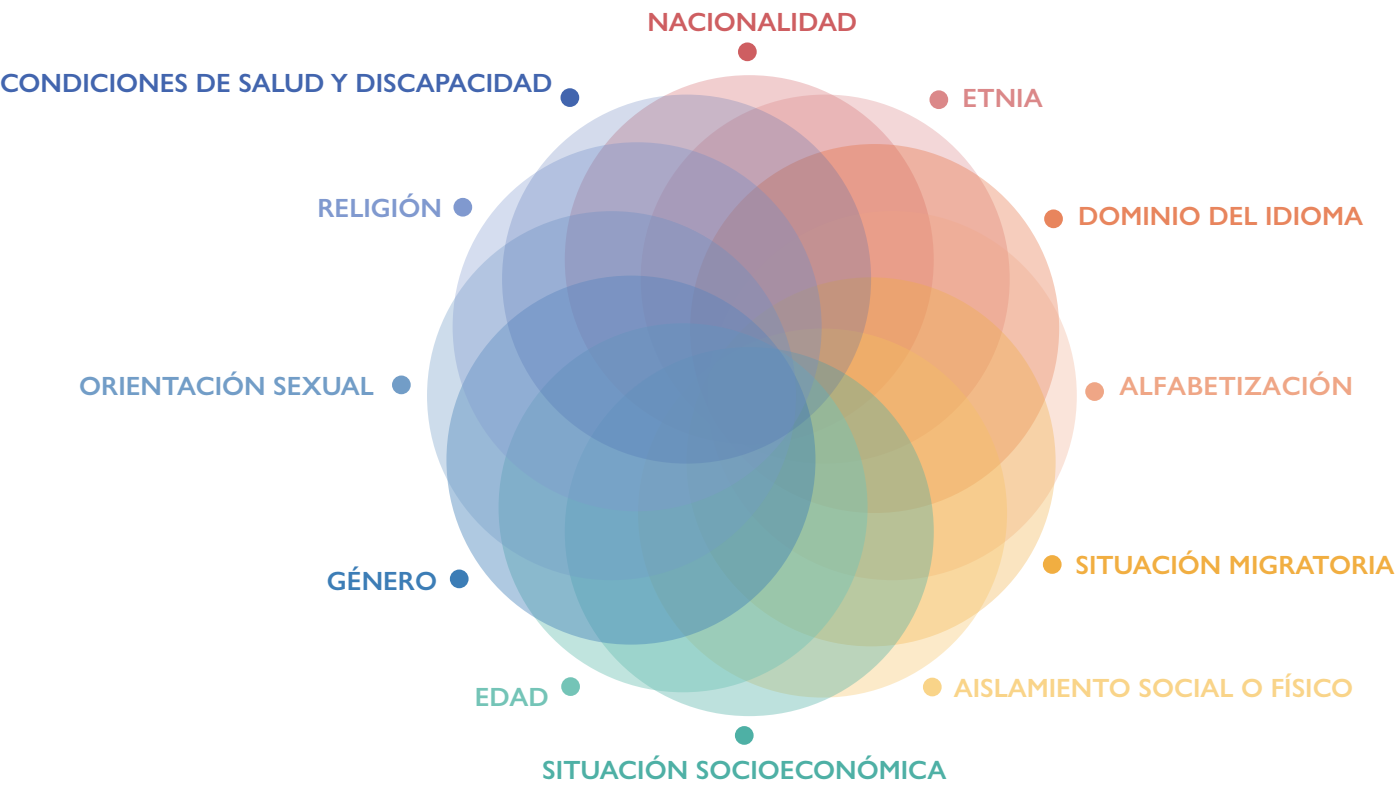 NACIONALIDAD
CONDICIONES DE SALUD Y DISCAPACIDAD
ETNIA
RELIGIÓN
DOMINIO DEL IDIOMA
ORIENTACIÓN SEXUAL
ALFABETIZACIÓN
GÉNERO
SITUACIÓN MIGRATORIA
EDAD
AISLAMIENTO SOCIAL O FÍSICO
SITUACIÓN SOCIOECONÓMICA